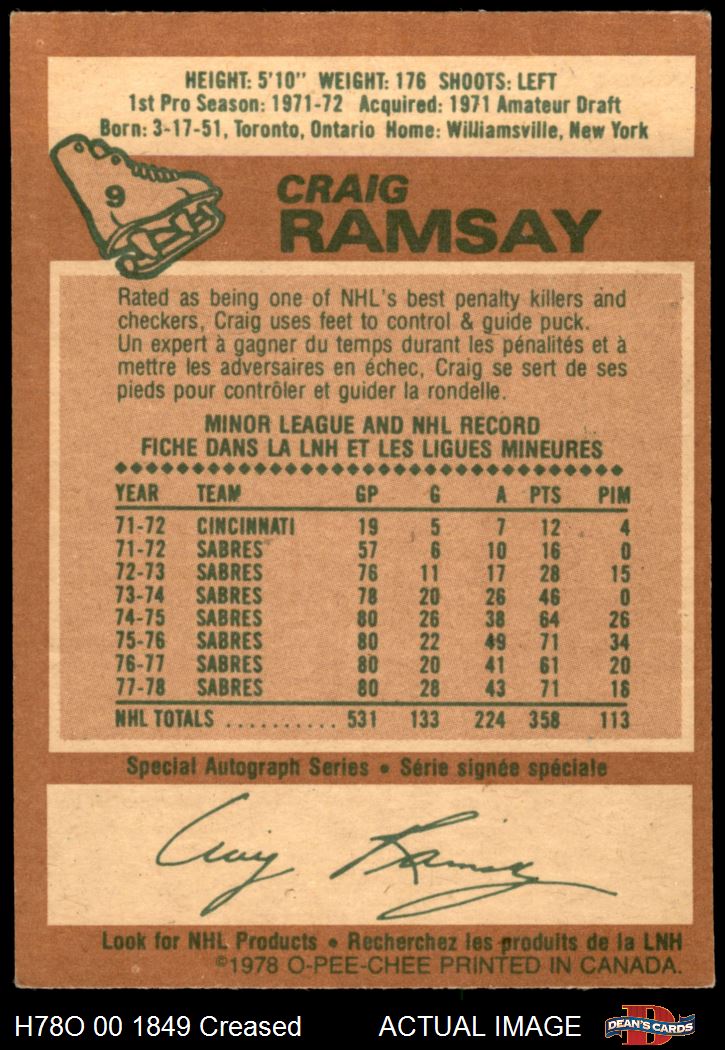 HEIGHT: 5'10" WEIGHT: 176 SHOOTS: LEFT
1st Pro Season: 1971-72 Acquired: 1971 Amateur Draft
Born: 3-17-51, Toronto, Ontario Home: Williamsville, New York
9
CRAIG
RAMSAY
Rated as being one of NHL's best penalty killers and
checkers, Craig uses feet to control & guide puck.
Un expert à gagner du temps durant les pénalités et à
mettre les adversaires en échec, Craig se sert de ses
pieds pour contrôler et guider la rondelle.
MINOR LEAGUE AND NHL RECORD
FICHE DANS LA LNH ET LES LIGUES MINEURES
YEAR TEAM GP G A PTS PIM
71-72 CINCINNATI 19 5 7 12 4
71-72 SABRES 57 6 10 16 0
72-73 SABRES 76 11 17 28 15
73-74 SABRES 78 20 26 46 0
74-75 SABRES 80 26 38 64 26
75-76 SABRES 80 22 49 71 34
76-77 SABRES 80 20 41 61 20
77-78 SABRES 80 28 43 71 18
NHL TOTALS .......... 531 133 224 358 113
Special Autograph Series • Série signée spéciale
Craig Ramsay
Look for NHL Products • Recherchez les produits de la LNH
©1978 O-PEE-CHEE PRINTED IN CANADA.
H78O 00 1849 Creased ACTUAL IMAGE
D
DEAN'S CARDS